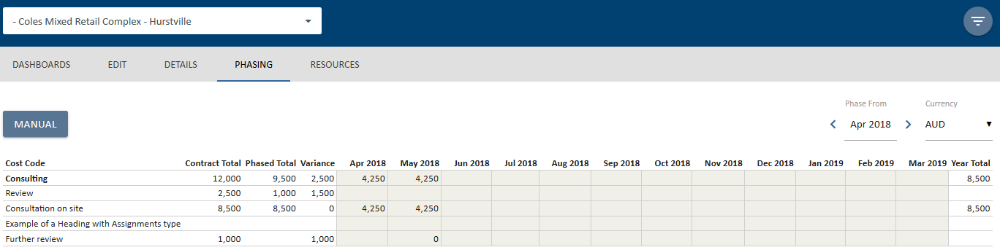 - Coles Mixed Retail Complex - Hurstville
DASHBOARDS EDIT DETAILS PHASING RESOURCES
Phase From Currency
MANUAL Apr 2018 AUD
Cost Code Contract Total Phased Total Variance Apr 2018 May 2018 Jun 2018 Jul 2018 Aug 2018 Sep 2018 Oct 2018 Nov 2018 Dec 2018 Jan 2019 Feb 2019 Mar 2019 Year Total
Consulting 12,000 9,500 2,500 4,250 4,250 8,500
Review 2,500 1,000 1,500
Consultation on site 8,500 8,500 0 4,250 4,250 8,500
Example of a Heading with Assignments type
Further review 1,000 1,000 0